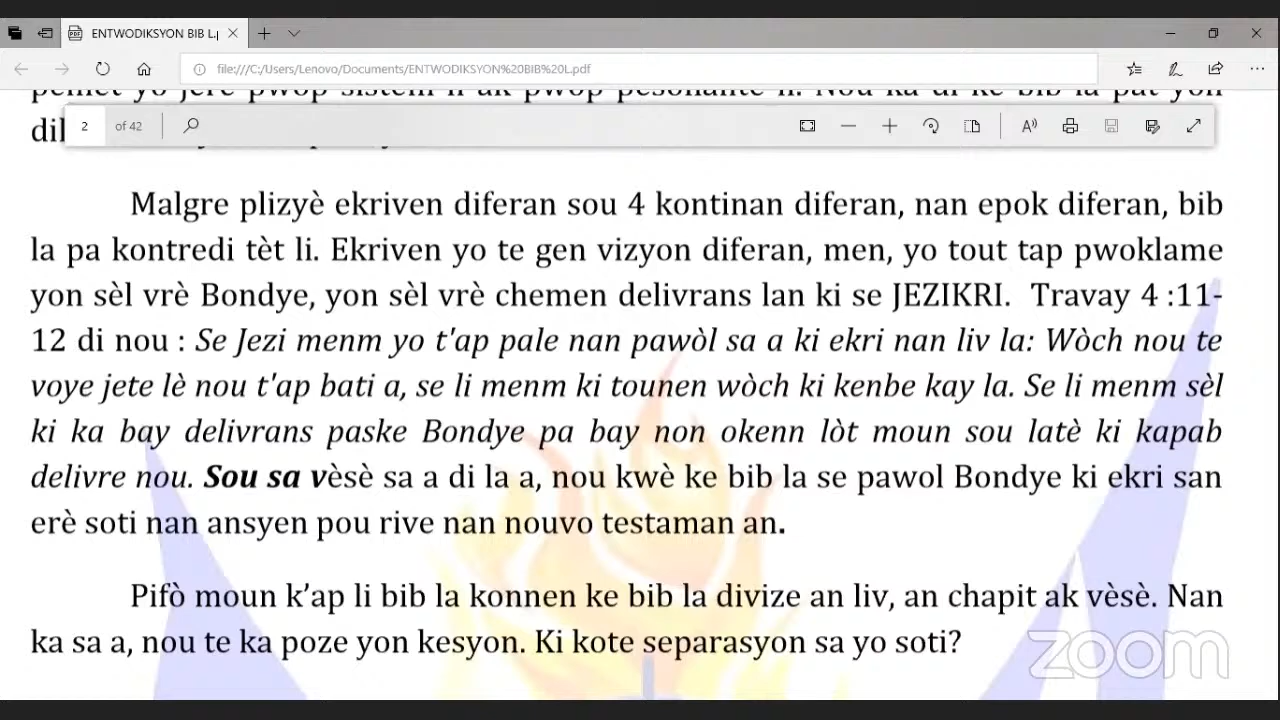 ENTWODIKSYON BIB L.p
file:///C:/Users/Lenovo/Documents/ENTWODIKSYON%20BIB%20L.pdf
2 of 42
Malgre plizyè ekriven diferan sou 4 kontinan diferan, nan epok diferan, bib
la pa kontredi tèt li. Ekriven yo te gen vizyon diferan, men, yo tout tap pwoklame
yon sèl vrè Bondye, yon sèl vrè chemen delivrans lan ki se JEZIKRI. Travay 4 :11-
12 di nou : Se Jezi menm yo t'ap pale nan pawòl sa a ki ekri nan liv la: Wòch nou te
voye jete lè nou t'ap bati a, se li menm ki tounen wòch ki kenbe kay la. Se li menm sèl
ki ka bay delivrans paske Bondye pa bay non okenn lòt moun sou latè ki kapab
delivre nou. Sou sa vèsè sa a di la a, nou kwè ke bib la se pawol Bondye ki ekri san
erè soti nan ansyen pou rive nan nouvo testaman an.
Pifò moun k’ap li bib la konnen ke bib la divize an liv, an chapit ak vèsè. Nan
ka sa a, nou te ka poze yon kesyon. Ki kote separasyon sa yo soti?
zoom